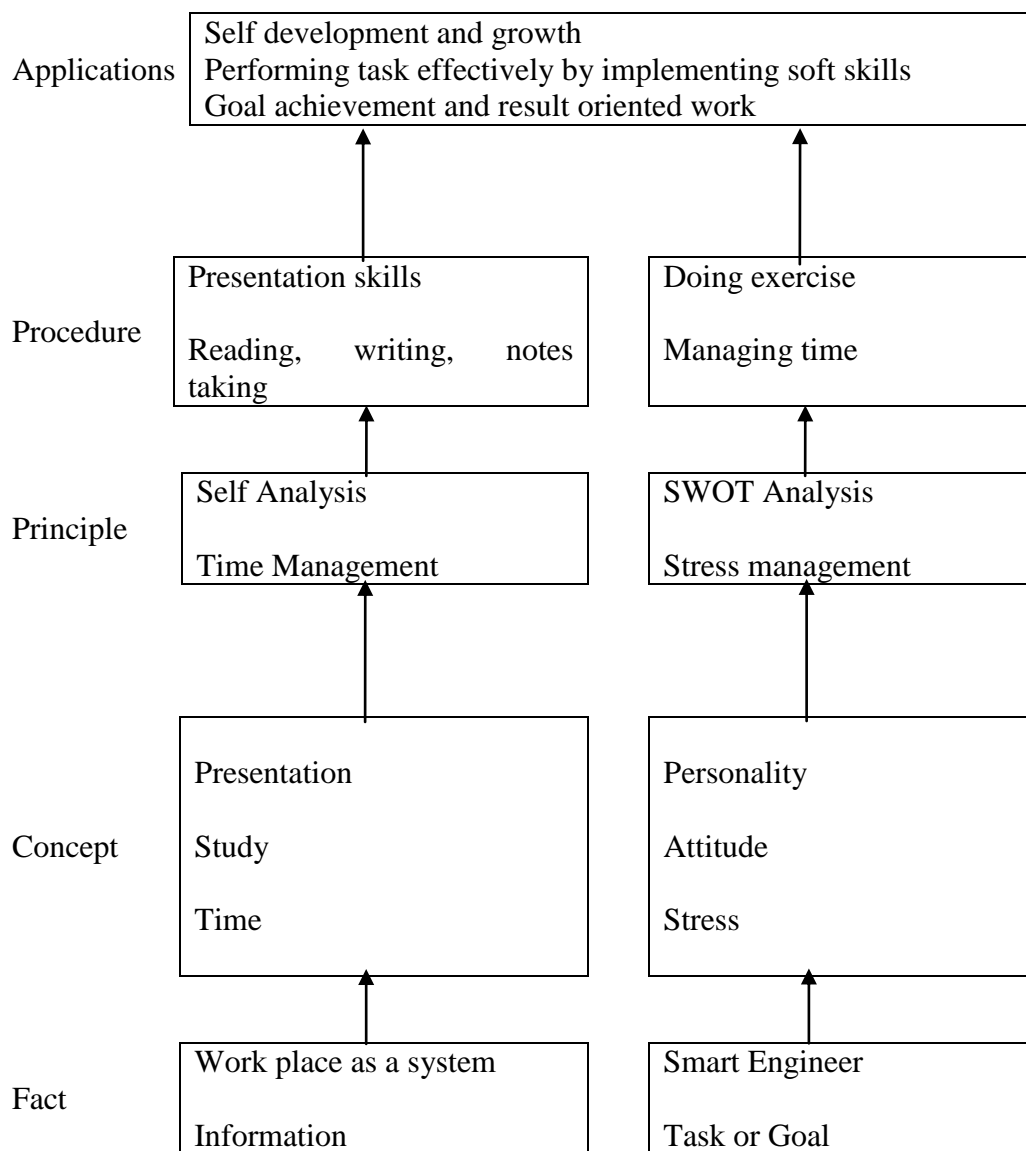 Applications
Self development and growth
Performing task effectively by implementing soft skills
Goal achievement and result oriented work
Procedure
Presentation skills
Reading, writing, notes
taking
Doing exercise
Managing time
Principle
Self Analysis
Time Management
SWOT Analysis
Stress management
Concept
Presentation
Study
Time
Personality
Attitude
Stress
Fact
Work place as a system
Information
Smart Engineer
Task or Goal